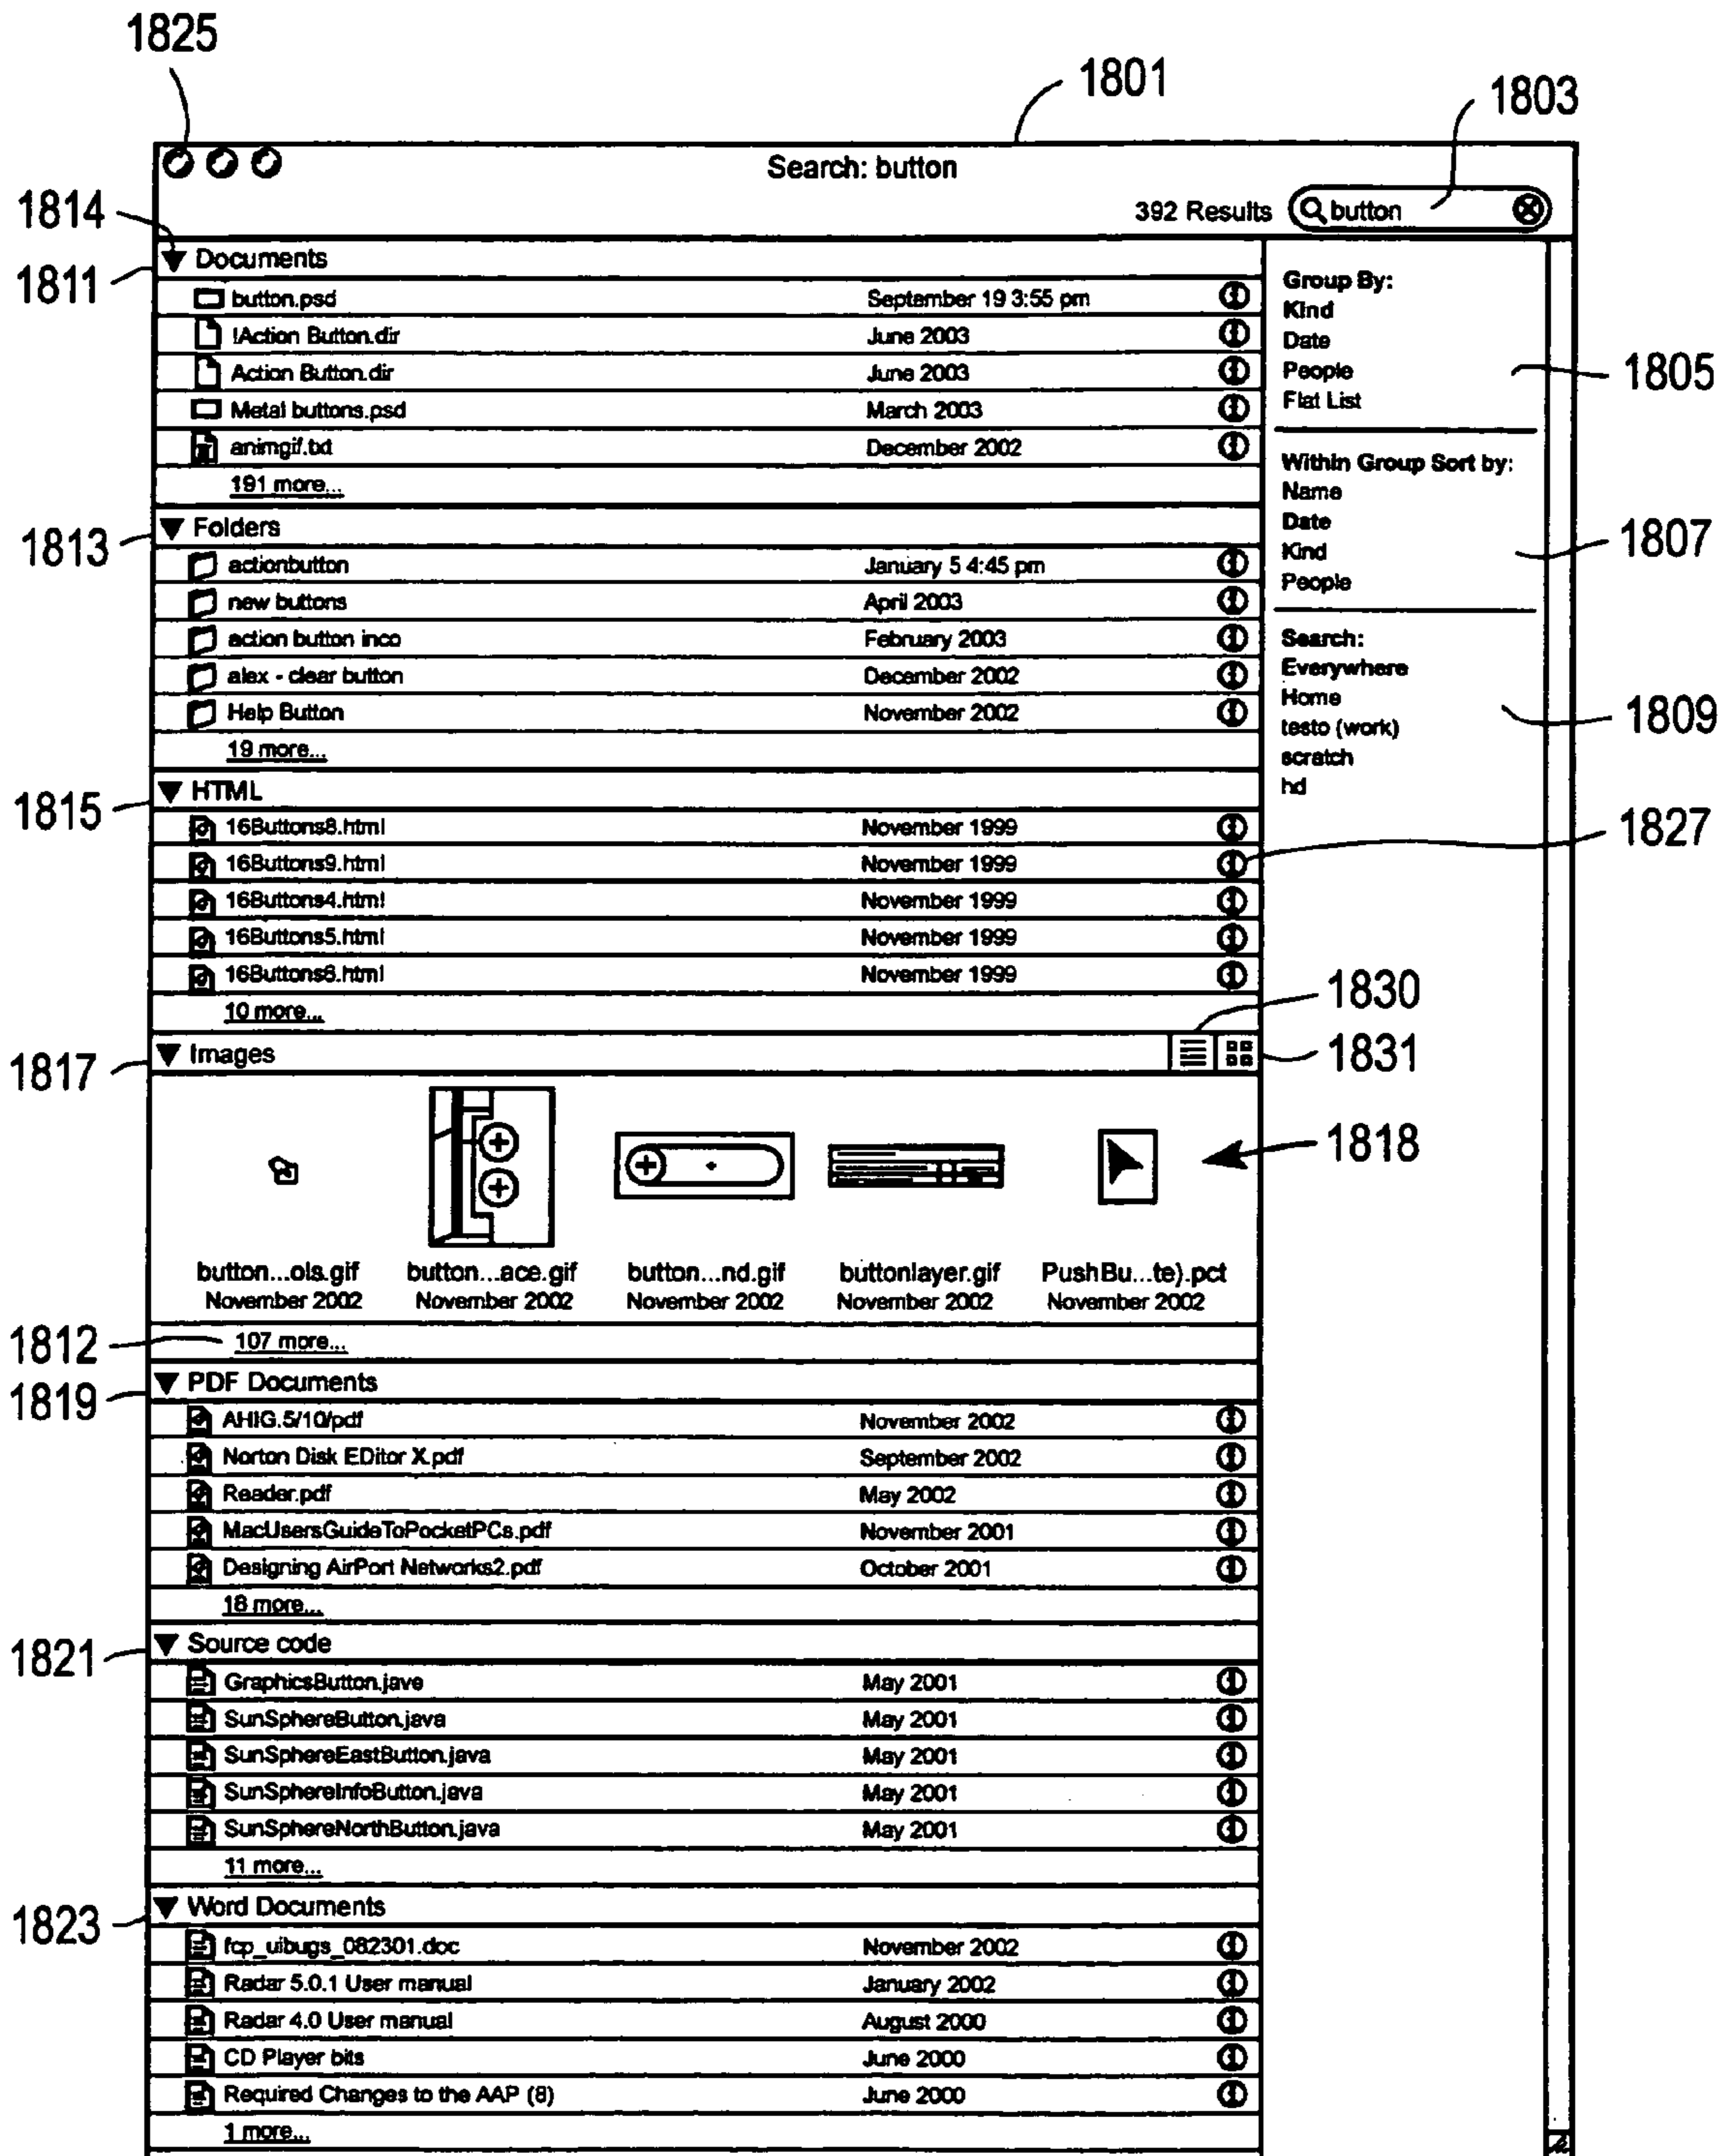 1825
1801
1803
Search: button
392 Results button
1814
1811
Documents
button.psd September 19 3:55 pm
!Action Button.dir June 2003
Action Button.dir June 2003
Metal buttons.psd March 2003
animgif.txt December 2002
191 more...
1813
Folders
actionbutton January 5 4:45 pm
new buttons April 2003
action button inco February 2003
alex - clear button December 2002
Help Button November 2002
19 more...
1815
HTML
16Buttons8.html November 1999
16Buttons9.html November 1999
16Buttons4.html November 1999
16Buttons5.html November 1999
16Buttons6.html November 1999
10 more...
1817
Images
button...ols.gif button...ace.gif button...nd.gif buttonlayer.gif PushBu...te).pct
November 2002 November 2002 November 2002 November 2002 November 2002
1812
107 more...
1819
PDF Documents
AHIG.5/10/pdf November 2002
Norton Disk EDitor X.pdf September 2002
Reader.pdf May 2002
MacUsersGuideToPocketPCs.pdf November 2001
Designing AirPort Networks2.pdf October 2001
18 more...
1821
Source code
GraphicsButton.jave May 2001
SunSphereButton.java May 2001
SunSphereEastButton.java May 2001
SunSphereInfoButton.java May 2001
SunSphereNorthButton.java May 2001
11 more...
1823
Word Documents
fcp_uibugs_082301.doc November 2002
Radar 5.0.1 User manual January 2002
Radar 4.0 User manual August 2000
CD Player bits June 2000
Required Changes to the AAP (8) June 2000
1 more...
Group By:
Kind
Date
People
Flat List
1805
Within Group Sort by:
Name
Date
Kind
People
1807
Search:
Everywhere
Home
testo (work)
scratch
hd
1809
1827
1830
1831
1818